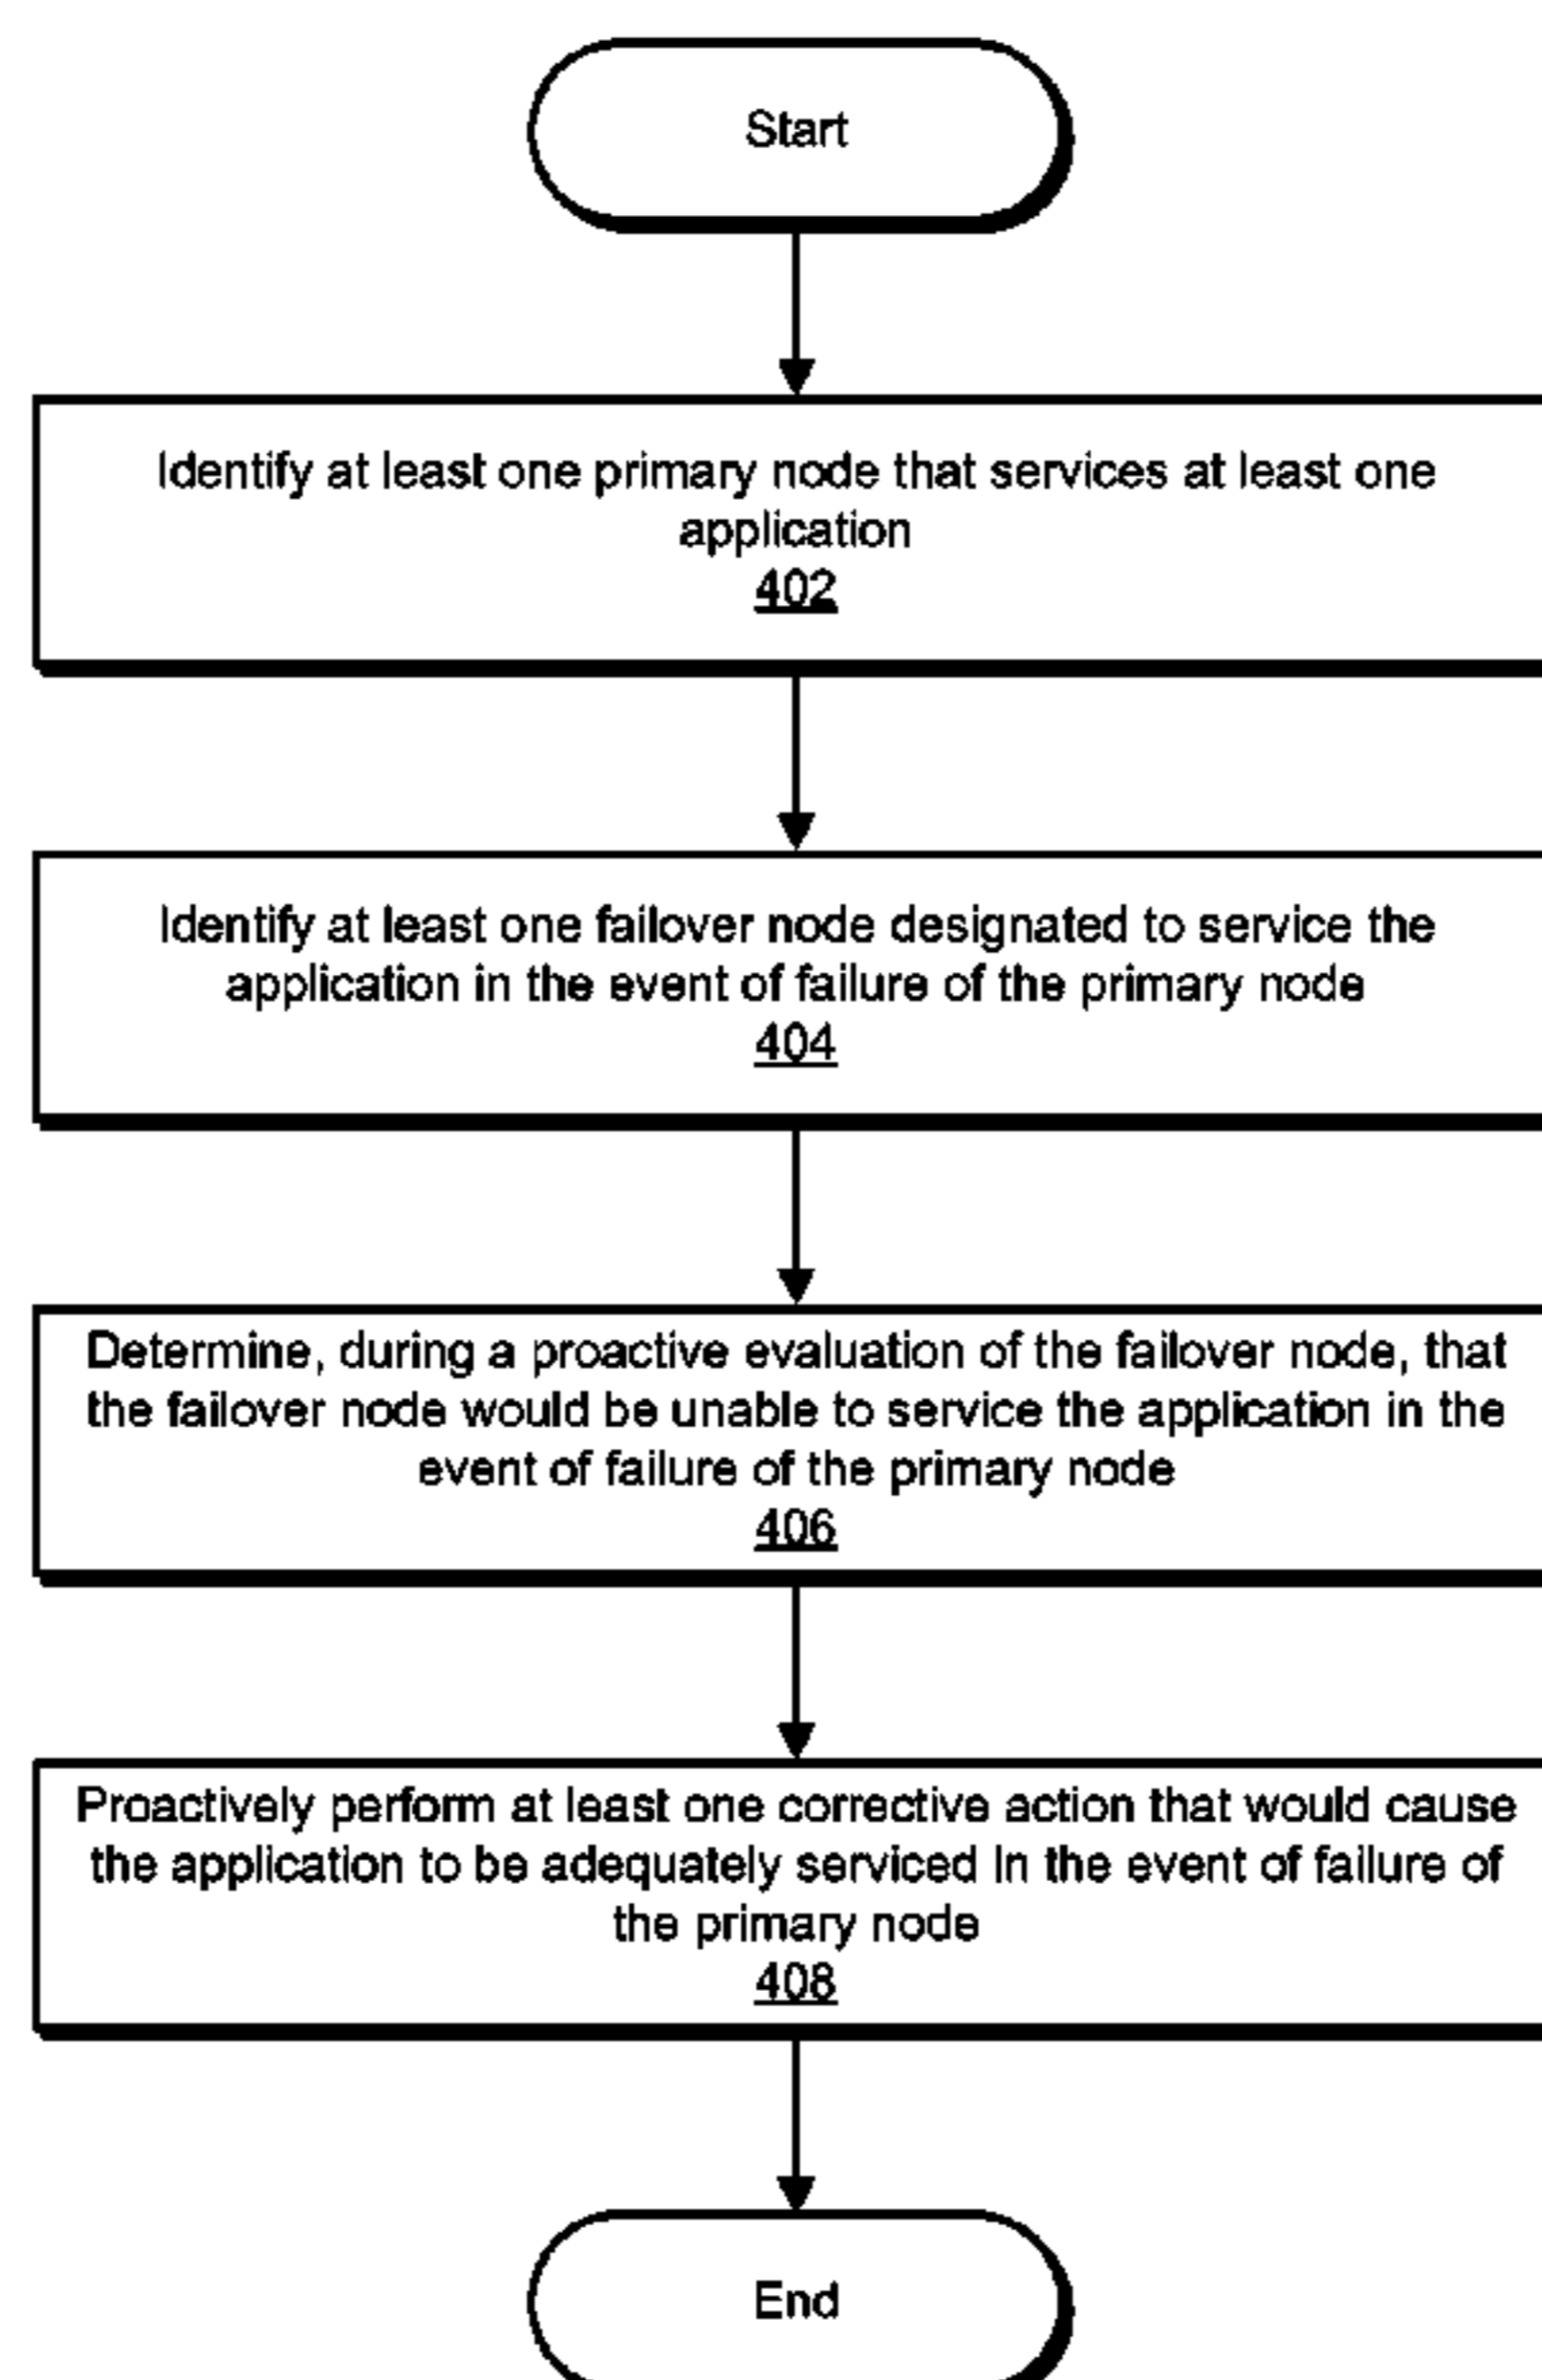 Start
Identify at least one primary node that services at least one
application
402
Identify at least one failover node designated to service the
application in the event of failure of the primary node
404
Determine, during a proactive evaluation of the failover node, that
the failover node would be unable to service the application in the
event of failure of the primary node
406
Proactively perform at least one corrective action that would cause
the application to be adequately serviced in the event of failure of
the primary node
408
End